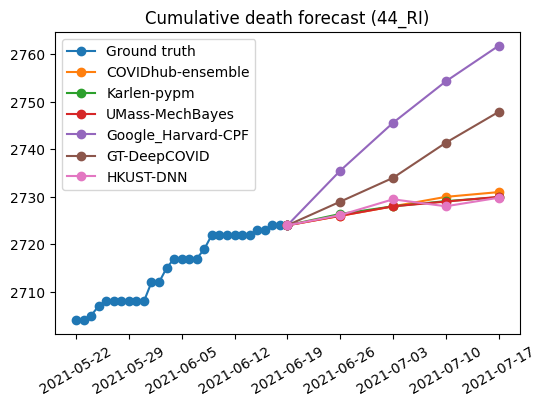 Cumulative death forecast (44_RI)
Ground truth
COVIDhub-ensemble
Karlen-pypm
UMass-MechBayes
Google_Harvard-CPF
GT-DeepCOVID
HKUST-DNN
2760
2750
2740
2730
2720
2710
2021-05-22
2021-05-29
2021-06-05
2021-06-12
2021-06-19
2021-06-26
2021-07-03
2021-07-10
2021-07-17